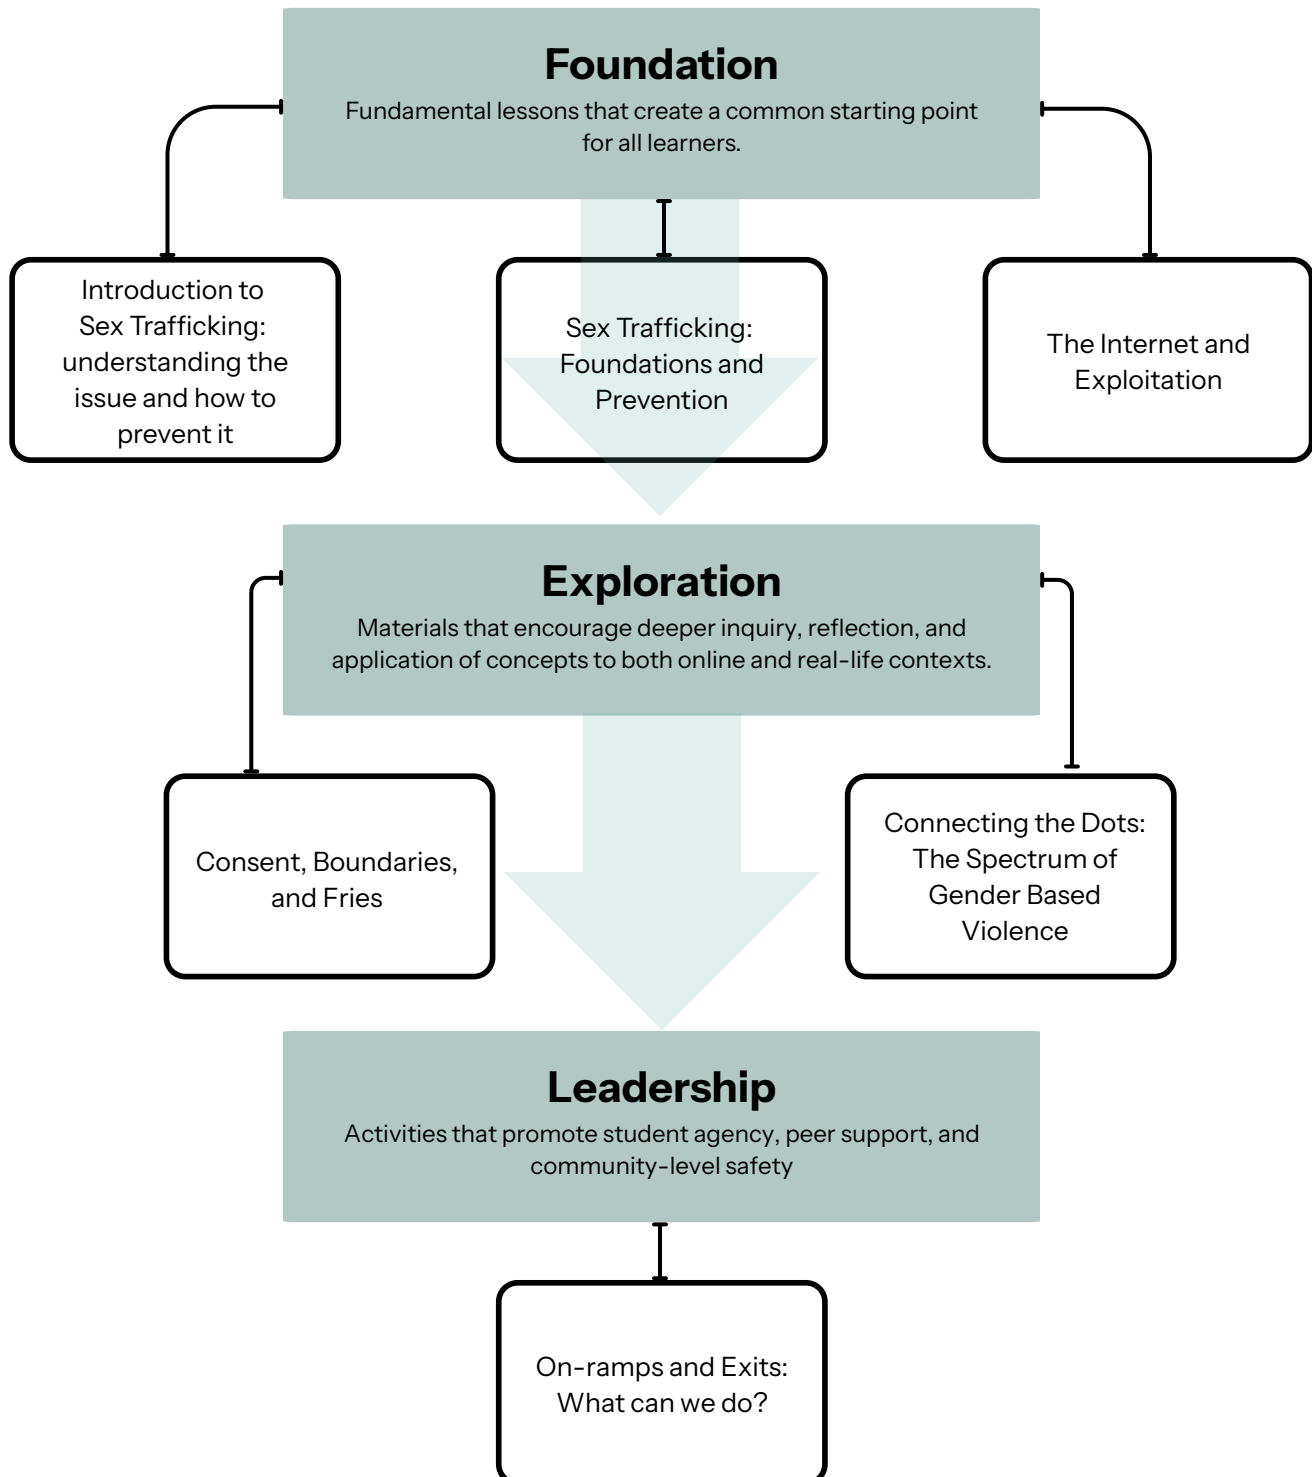 Foundation
Fundamental lessons that create a common starting point
for all learners.
Introduction to
Sex Trafficking:
understanding the
issue and how to
prevent it
Sex Trafficking:
Foundations and
Prevention
The Internet and
Exploitation
Exploration
Materials that encourage deeper inquiry, reflection, and
application of concepts to both online and real-life contexts.
Consent, Boundaries,
and Fries
Connecting the Dots:
The Spectrum of
Gender Based
Violence
Leadership
Activities that promote student agency, peer support, and
community-level safety
On-ramps and Exits:
What can we do?